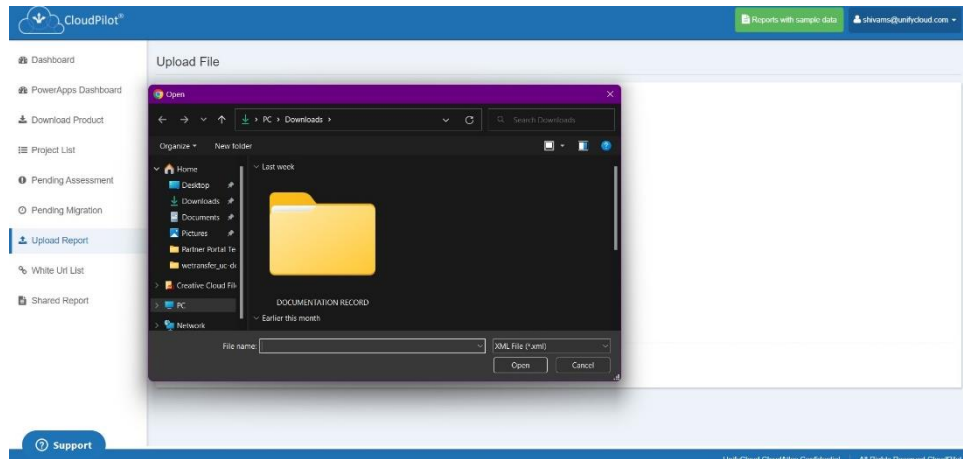 CloudPilot®
Reports with sample data
shivams@unifycloud.com
Dashboard
PowerApps Dashboard
Download Product
Project List
Pending Assessment
Pending Migration
Upload Report
White Url List
Shared Report
Support
Upload File
Open
PC > Downloads >
Search Downloads
Organize
New folder
Home
Desktop
Downloads
Documents
Pictures
Partner Portal Te
wetransfer_uc-de
Creative Cloud Fil
PC
Network
Last week
DOCUMENTATION RECORD
Earlier this month
File name:
XML File (*.xml)
Open
Cancel